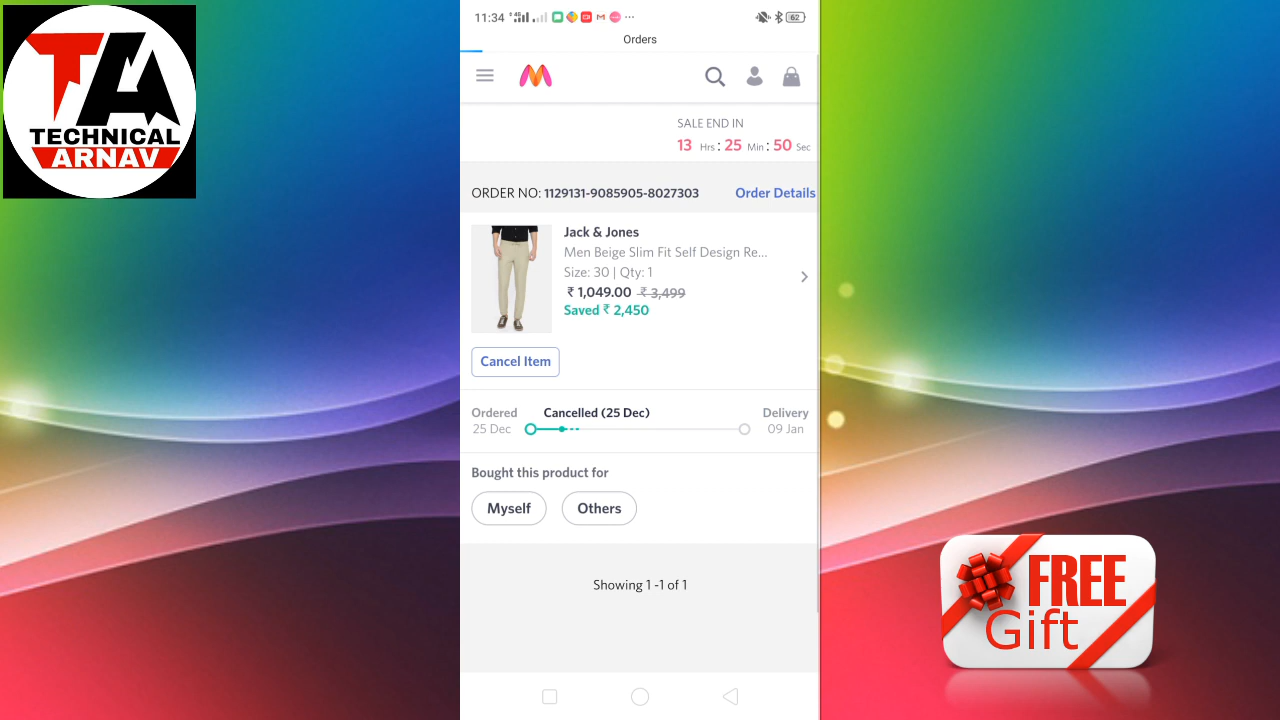 TA
TECHNICAL
ARNAV
11:34
62
Orders
SALE END IN
13 Hrs : 25 Min : 50 Sec
ORDER NO: 1129131-9085905-8027303 Order Details
Jack & Jones
Men Beige Slim Fit Self Design Re...
Size: 30 | Qty: 1
₹ 1,049.00 ₹ 3,499
Saved ₹ 2,450
Cancel Item
Ordered Cancelled (25 Dec) Delivery
25 Dec 09 Jan
Bought this product for
Myself Others
Showing 1 -1 of 1
FREE
Gift